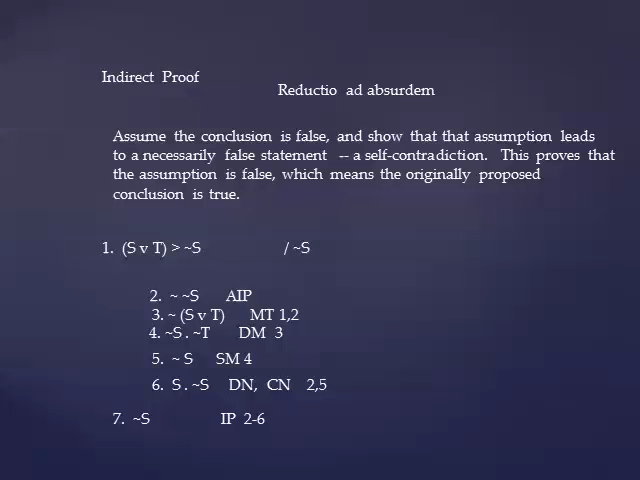 Indirect Proof
Reductio ad absurdem
Assume the conclusion is false, and show that that assumption leads
to a necessarily false statement -- a self-contradiction. This proves that
the assumption is false, which means the originally proposed
conclusion is true.
1. (S v T) > ~S / ~S
2. ~ ~S AIP
3. ~ (S v T) MT 1,2
4. ~S . ~T DM 3
5. ~ S SM 4
6. S . ~S DN, CN 2,5
7. ~S IP 2-6